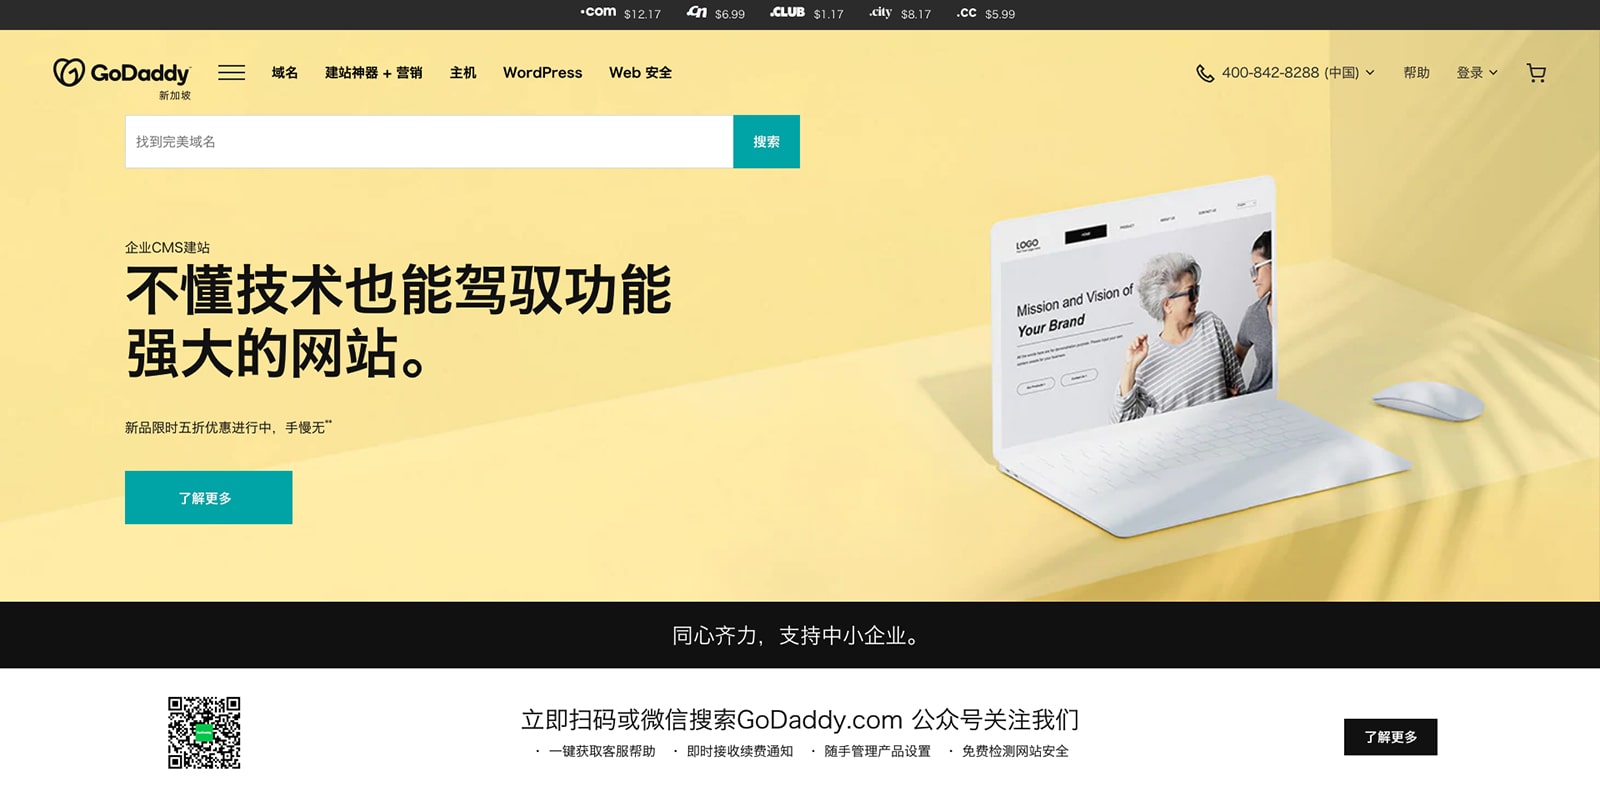 .com $12.17 .cn $6.99 .CLUB $1.17 .city $8.17 .cc $5.99
GoDaddy 域名 建站神器 + 营销 主机 WordPress Web 安全 400-842-8288 (中国) 帮助 登录
新加坡
找到完美域名 搜索
企业CMS建站
不懂技术也能驾驭功能
强大的网站。
新品限时五折优惠进行中，手慢无**
了解更多
LOGO HOME PRODUCT ABOUT US CONTACT US
Mission and Vision of
Your Brand
同心齐力，支持中小企业。
立即扫码或微信搜索GoDaddy.com 公众号关注我们
· 一键获取客服帮助 · 即时接收续费通知 · 随手管理产品设置 · 免费检测网站安全
了解更多